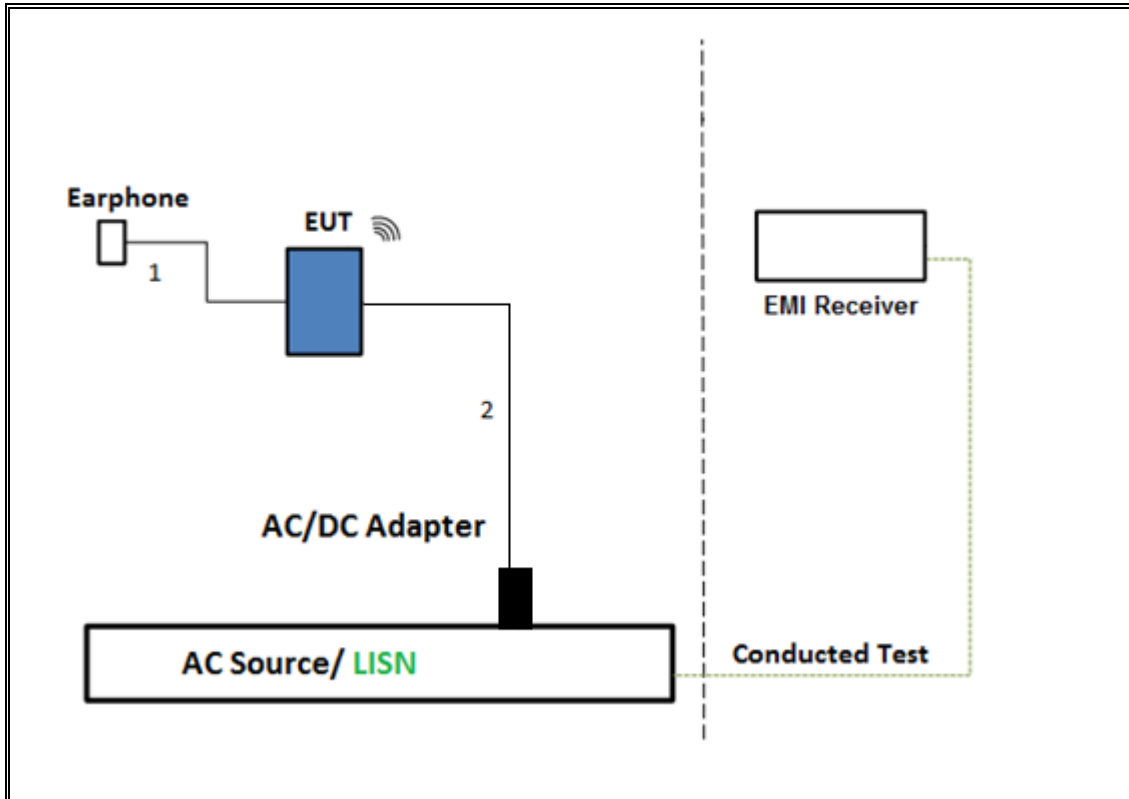 Earphone
EUT
1
EMI Receiver
2
AC/DC Adapter
AC Source/ LISN
Conducted Test